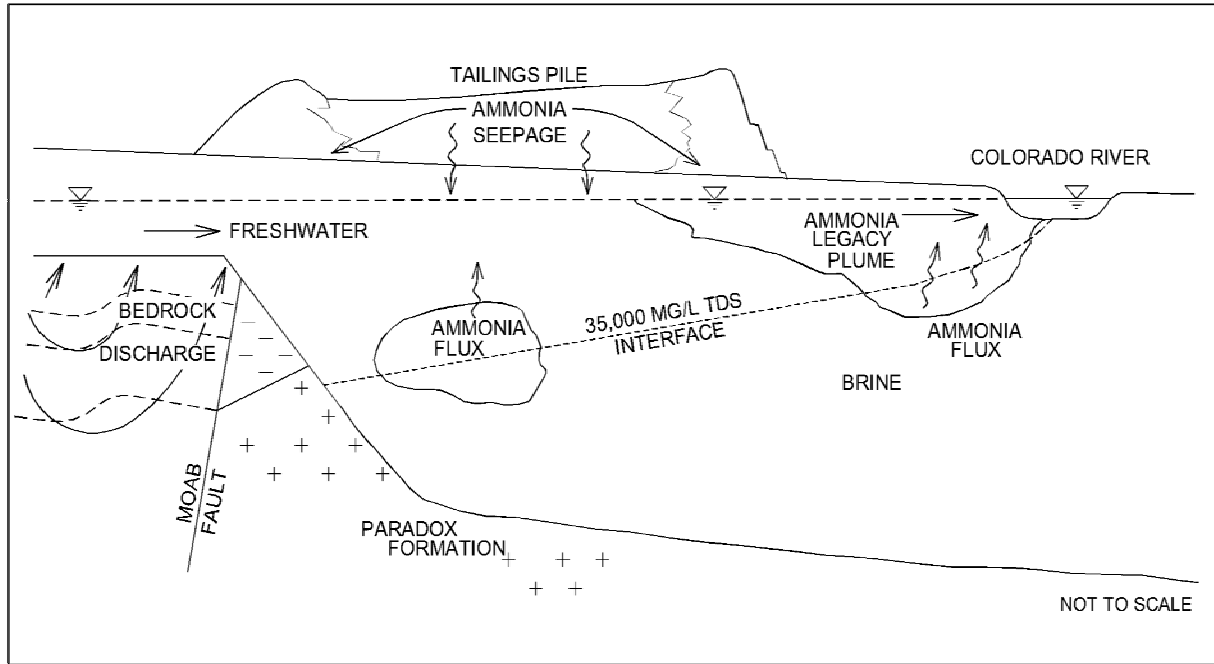 TAILINGS PILE
AMMONIA
SEEPAGE
COLORADO RIVER
FRESHWATER
AMMONIA
LEGACY
PLUME
BEDROCK
DISCHARGE
AMMONIA
FLUX
35,000 MG/L TDS
INTERFACE
AMMONIA
FLUX
BRINE
MOAB
FAULT
PARADOX
FORMATION
NOT TO SCALE